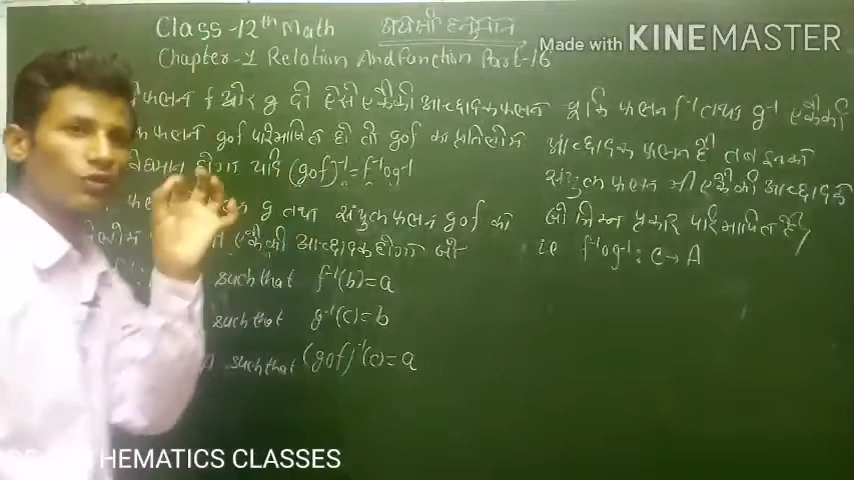 Class-12th Math
जय श्री हनुमान
Made with KINEMASTER
Chapter-1 Relation And function Part-16
फलन f और g दो ऐसे एकैकी आच्छादक फलन
फलन gof परिभाषित हो तो gof का प्रतिलोम
होगा यदि (gof)⁻¹ = f⁻¹og⁻¹
g तथा संयुक्त फलन gof का
एकैकी आच्छादक होगा जो
such that f⁻¹(b)=a
such that g⁻¹(c)=b
A such that (gof)⁻¹(c)=a
फलन f⁻¹ तथा g⁻¹ एकैकी
आच्छादक फलन हैं तब इनका
संयुक्त फलन भी एकैकी आच्छादक
जो निम्न प्रकार परिभाषित है
i.e f⁻¹og⁻¹: C→A
THEMATICS CLASSES